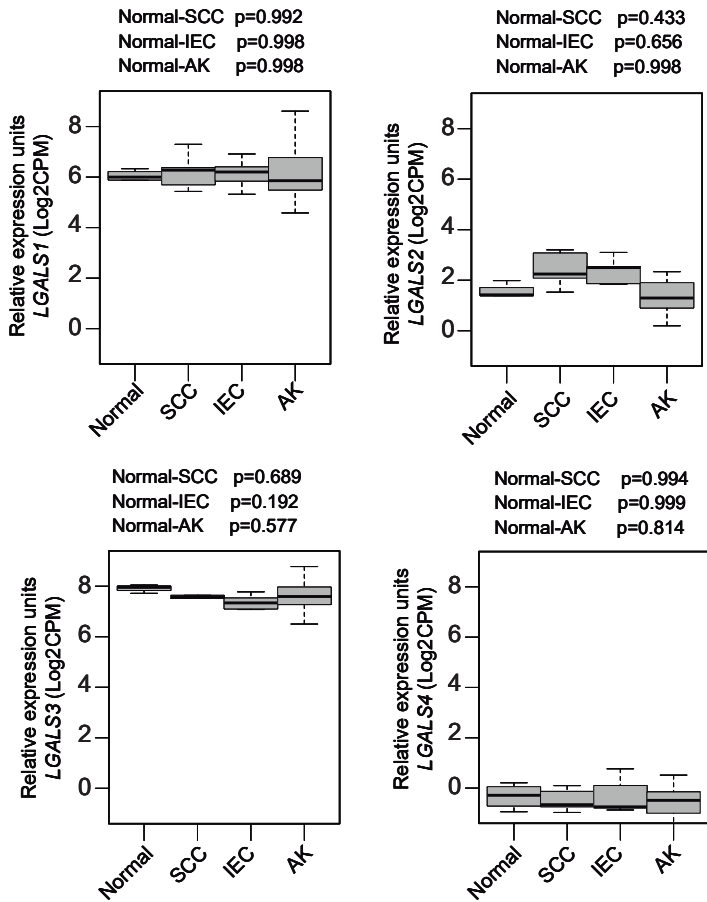 Normal-SCC p=0.992
Normal-IEC p=0.998
Normal-AK p=0.998
Relative expression units
LGALS1 (Log2CPM)
8
6
4
2
0
Normal
SCC
IEC
AK
Normal-SCC p=0.433
Normal-IEC p=0.656
Normal-AK p=0.998
Relative expression units
LGALS2 (Log2CPM)
8
6
4
2
0
Normal
SCC
IEC
AK
Normal-SCC p=0.689
Normal-IEC p=0.192
Normal-AK p=0.577
Relative expression units
LGALS3 (Log2CPM)
8
6
4
2
0
Normal
SCC
IEC
AK
Normal-SCC p=0.994
Normal-IEC p=0.999
Normal-AK p=0.814
Relative expression units
LGALS4 (Log2CPM)
8
6
4
2
0
Normal
SCC
IEC
AK